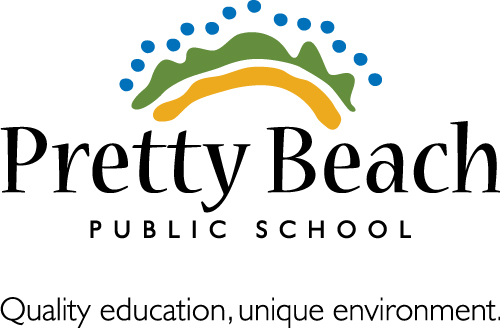 Pretty Beach
PUBLIC SCHOOL
Quality education, unique environment.